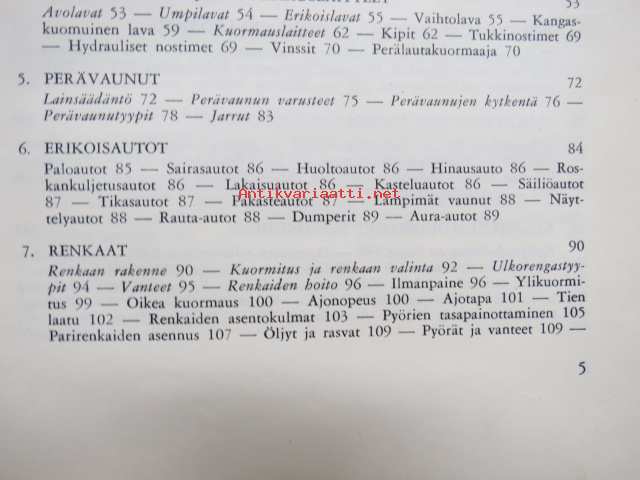 53
Avolavat 53 — Umpilavat 54 — Erikoislavat 55 — Vaihtolava 55 — Kangas-
kuomuinen lava 59 — Kuormauslaitteet 62 — Kipit 62 — Tukkinostimet 69
— Hydrauliset nostimet 69 — Vinssit 70 — Perälautakuormaaja 70
5. PERÄVAUNUT 72
Lainsäädäntö 72 — Perävaunun varusteet 75 — Perävaunujen kytkentä 76 —
Perävaunutyypit 78 — Jarrut 83
6. ERIKOISAUTOT 84
Paloautot 85 — Sairasautot 86 — Huoltoautot 86 — Hinausauto 86 — Ros-
kankuljetusautot 86 — Lakaisuautot 86 — Kasteluautot 86 — Säiliöautot
Antikvariaatti.net
87 — Tikasautot 87 — Pakasteautot 87 — Lämpimät vaunut 88 — Näyt-
telyautot 88 — Rauta-autot 88 — Dumperit 89 — Aura-autot 89
7. RENKAAT 90
Renkaan rakenne 90 — Kuormitus ja renkaan valinta 92 — Ulkorengastyy-
pit 94 — Vanteet 95 — Renkaiden hoito 96 — Ilmanpaine 96 — Ylikuormi-
tus 99 — Oikea kuormaus 100 — Ajonopeus 100 — Ajotapa 101 — Tien
laatu 102 — Renkaiden asentokulmat 103 — Pyörien tasapainottaminen 105
Parirenkaiden asennus 107 — Öljyt ja rasvat 109 — Pyörät ja vanteet 109 —
5